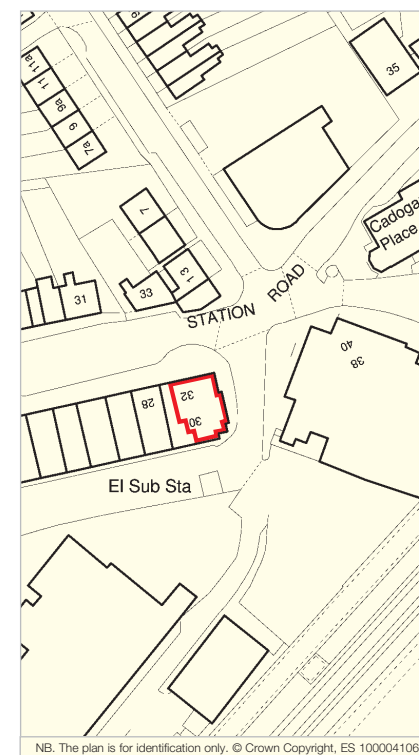 11a
11
9a
9
7a
35
7
Cadoga
Place
3
1
33
31
STATION ROAD
40
38
32
30
28
El Sub Sta
NB. The plan is for identification only. © Crown Copyright, ES 100004106